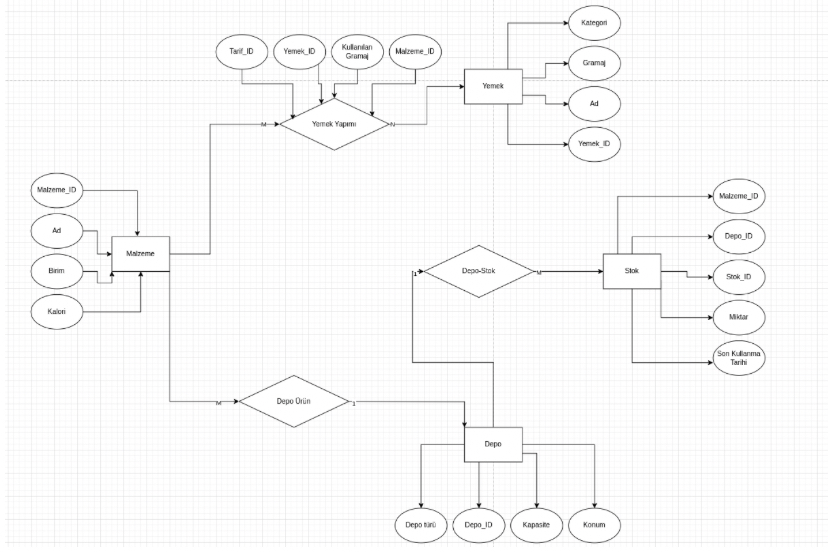 Kategori
Tarif_ID
Yemek_ID
Kullanılan
Gramaj
Malzeme_ID
Gramaj
Yemek
Ad
Yemek Yapımı
M
N
Yemek_ID
Malzeme_ID
Malzeme_ID
Ad
Depo_ID
Malzeme
Birim
Depo-Stok
1
M
Stok
Stok_ID
Kalori
Miktar
Son Kullanma
Tarihi
Depo Ürün
M
1
Depo
Depo türü
Depo_ID
Kapasite
Konum